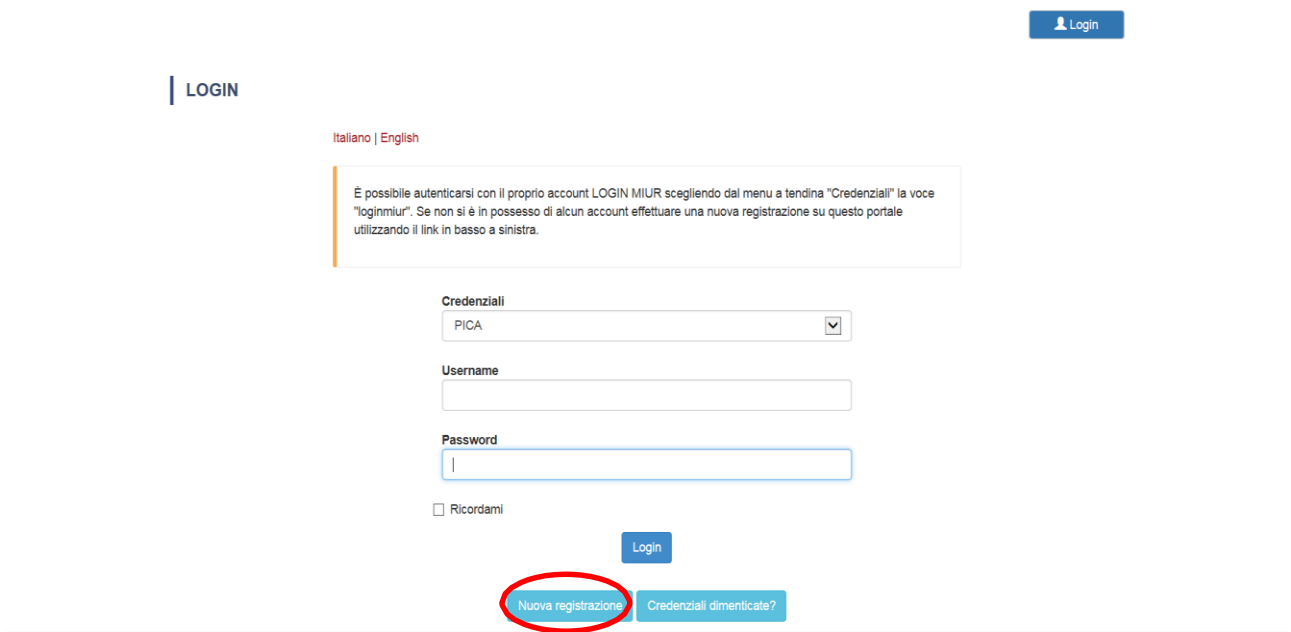 Login
LOGIN
Italiano | English
È possibile autenticarsi con il proprio account LOGIN MIUR scegliendo dal menu a tendina "Credenziali" la voce
"loginmiur". Se non si è in possesso di alcun account effettuare una nuova registrazione su questo portale
utilizzando il link in basso a sinistra.
Credenziali
PICA
Username
Password
Ricordami
Login
Nuova registrazione
Credenziali dimenticate?